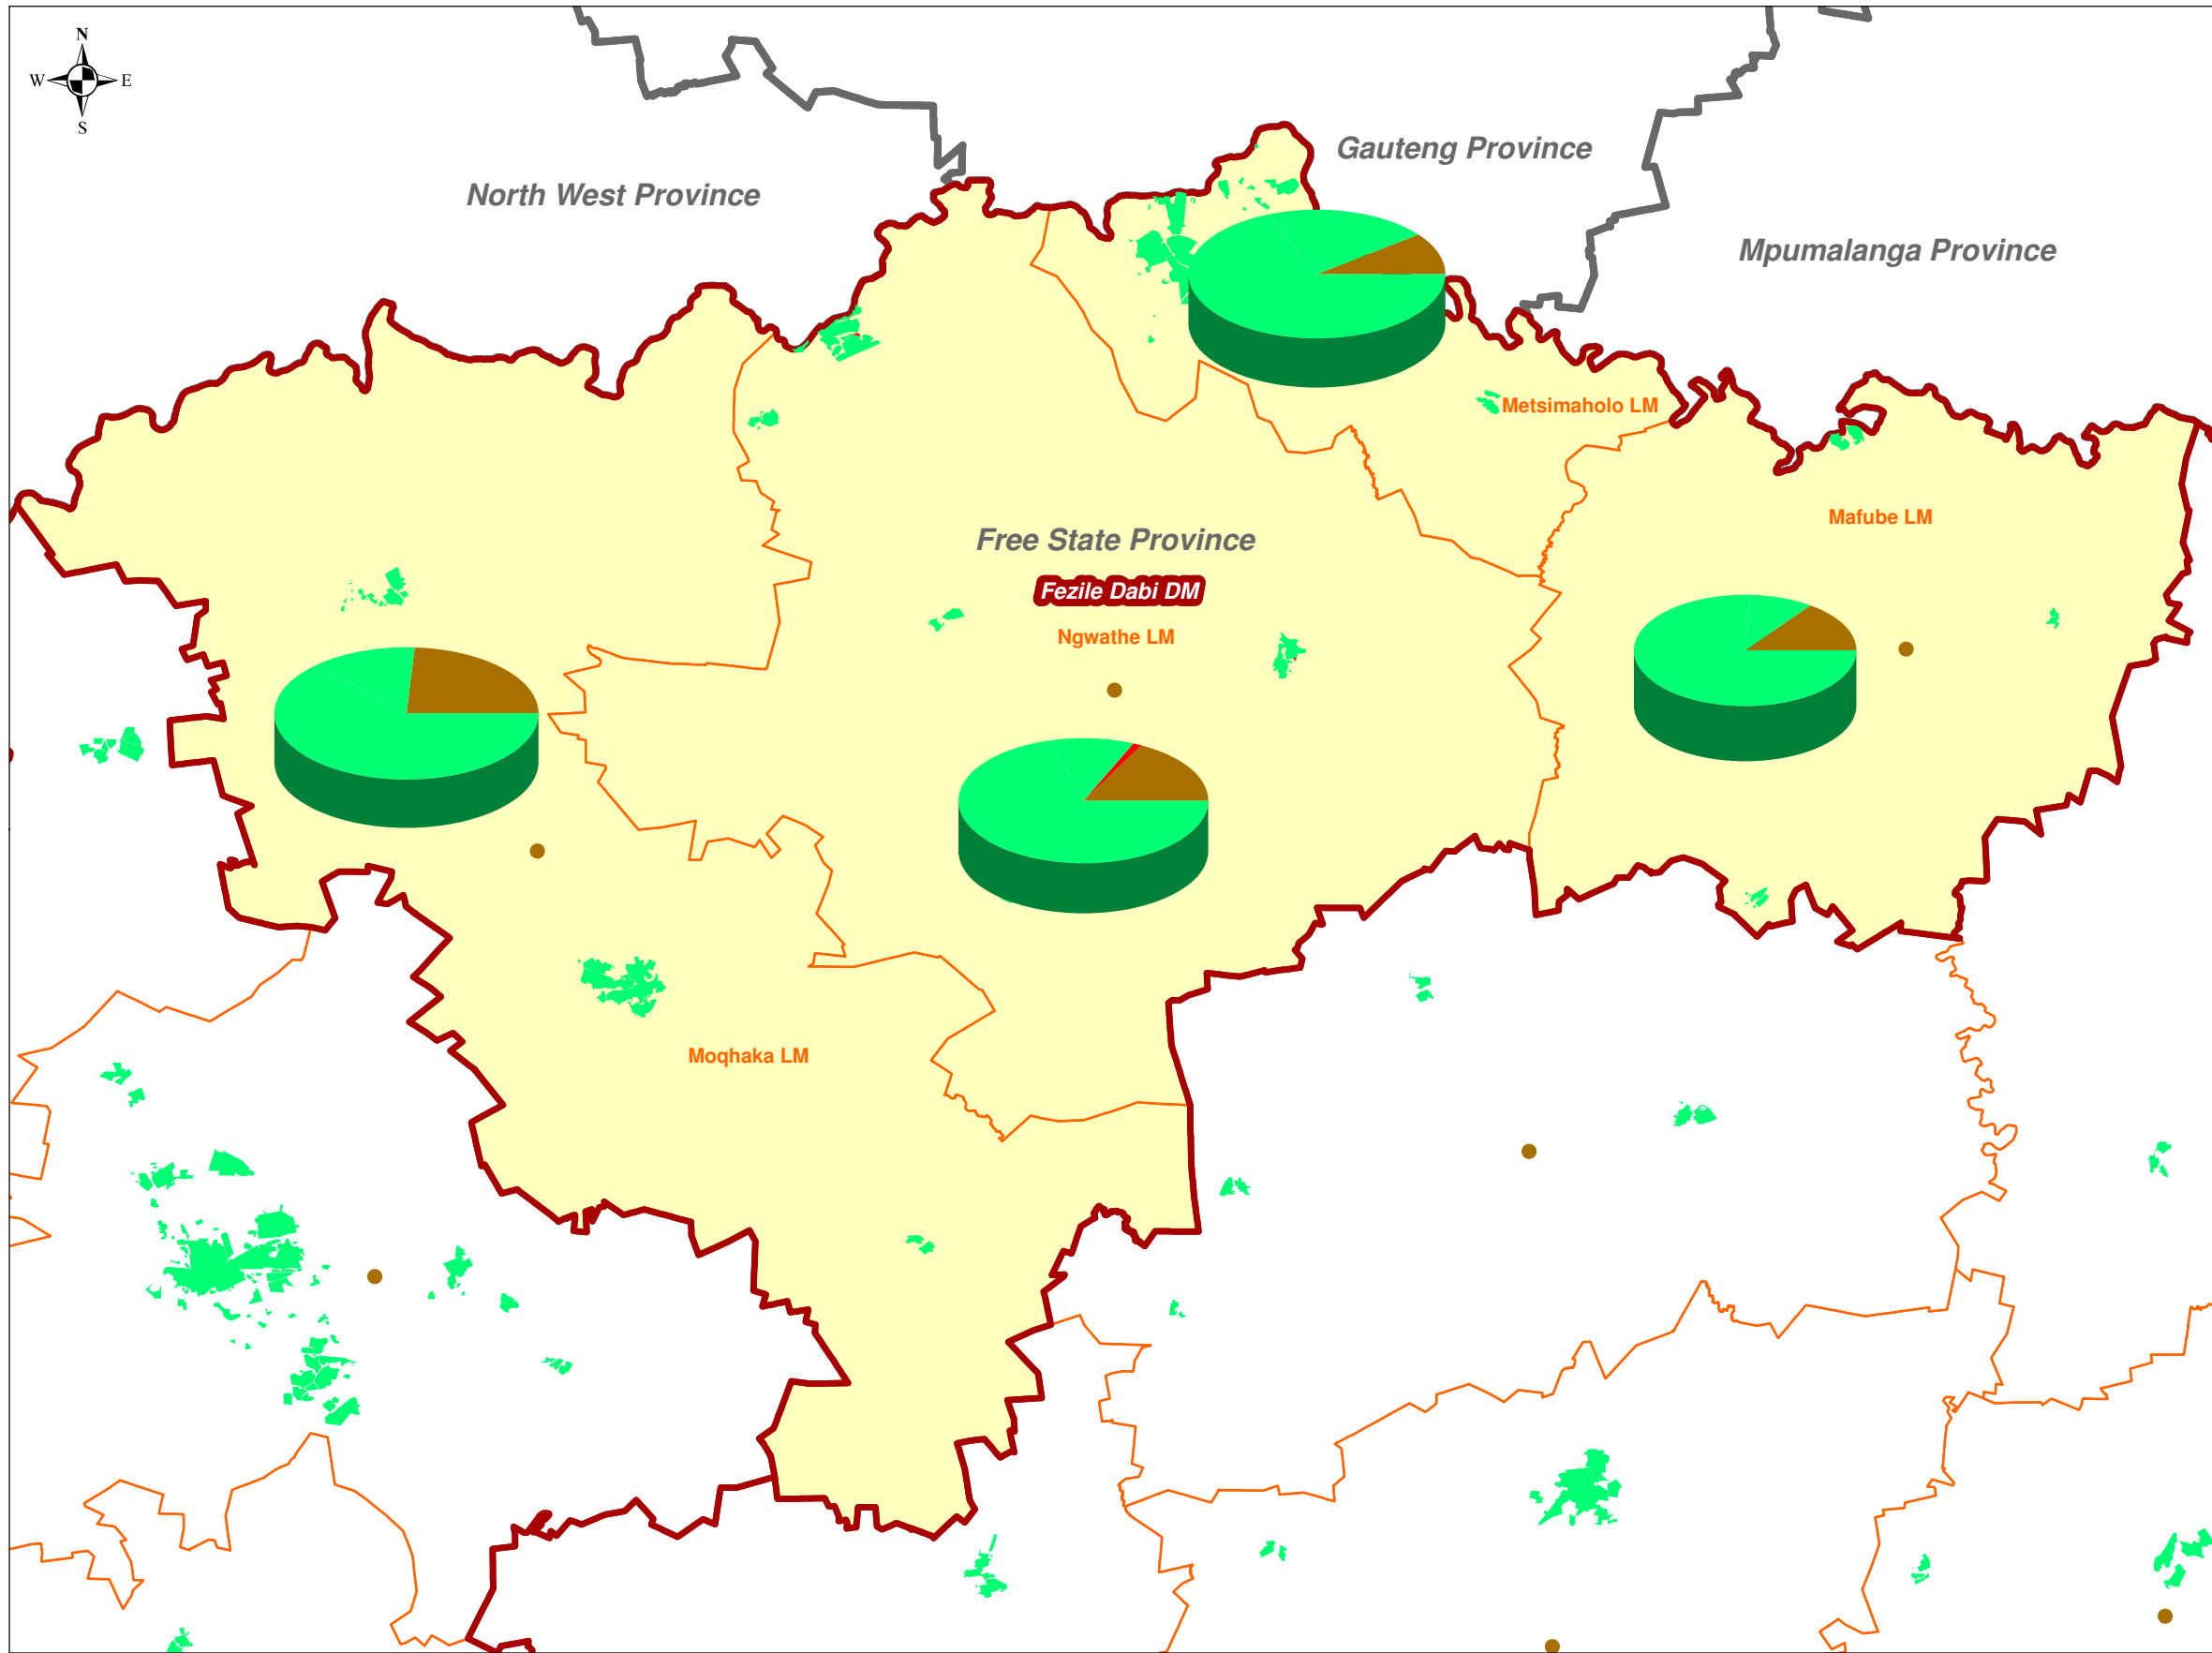 N
W E
S
Gauteng Province
North West Province
Mpumalanga Province
Metsimaholo LM
Mafube LM
Free State Province
Fezile Dabi DM
Ngwathe LM
Moqhaka LM